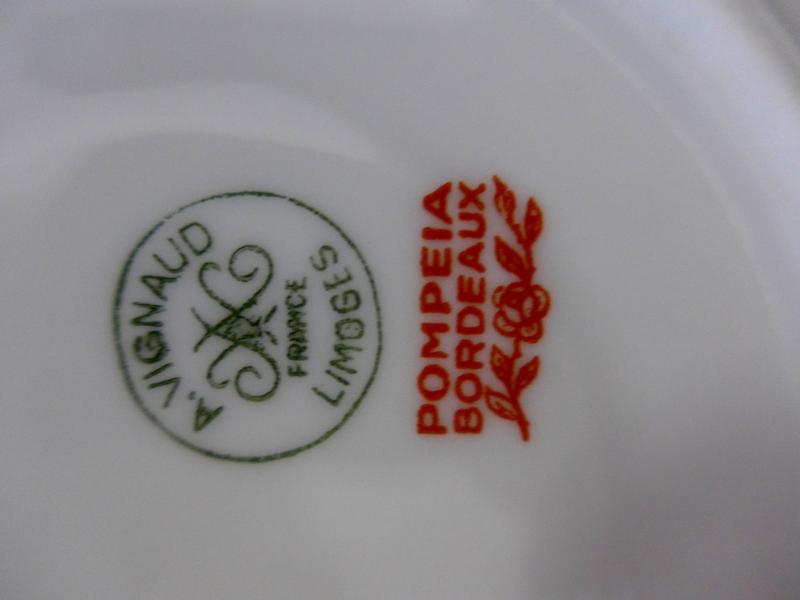 A. VIGNAUD
FRANCE
LIMOGES
POMPEIA
BORDEAUX